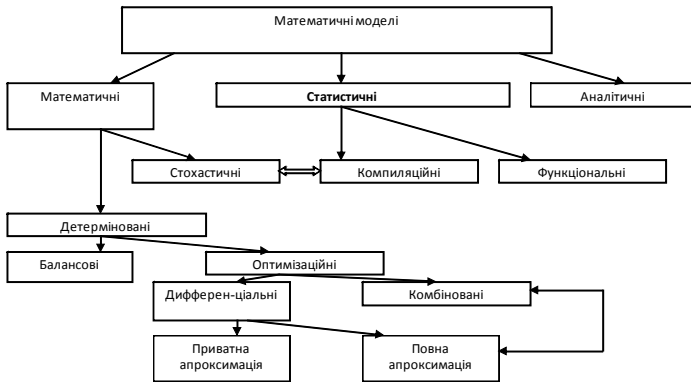 Математичні моделі
Математичні
Статистичні
Аналітичні
Стохастичні
Компиляційні
Функціональні
Детерміновані
Балансові
Оптимізаційні
Дифферен-ціальні
Комбіновані
Приватна
апроксимація
Повна
апроксимація